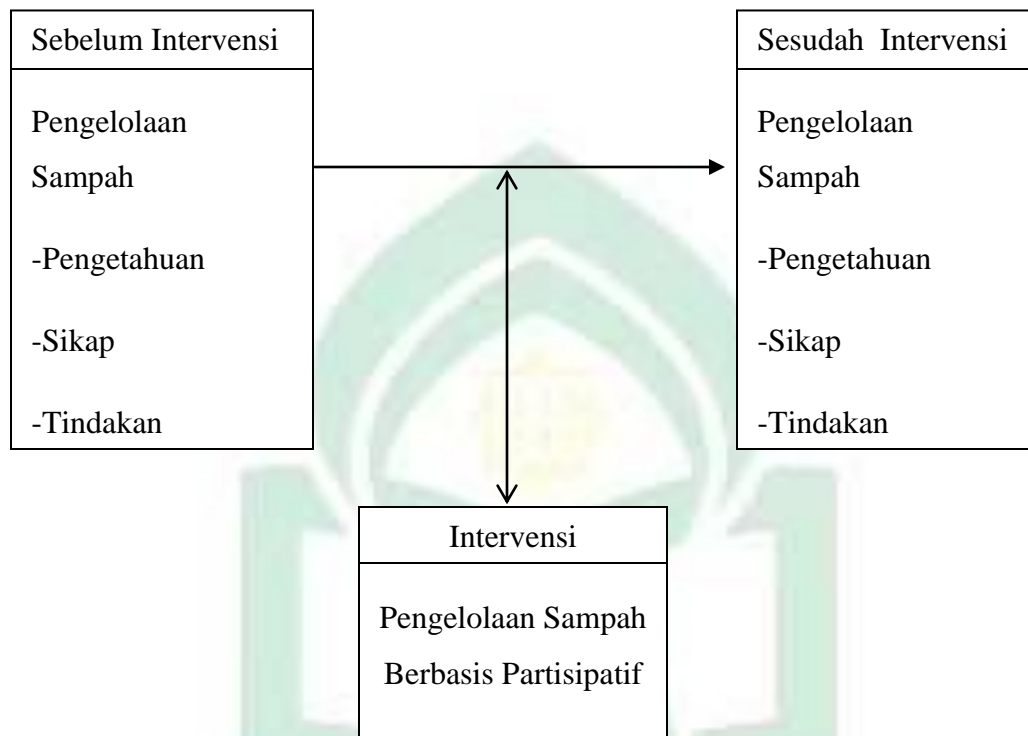 Sebelum Intervensi
Pengelolaan
Sampah
-Pengetahuan
-Sikap
-Tindakan
Sesudah Intervensi
Pengelolaan
Sampah
-Pengetahuan
-Sikap
-Tindakan
Intervensi
Pengelolaan Sampah
Berbasis Partisipatif